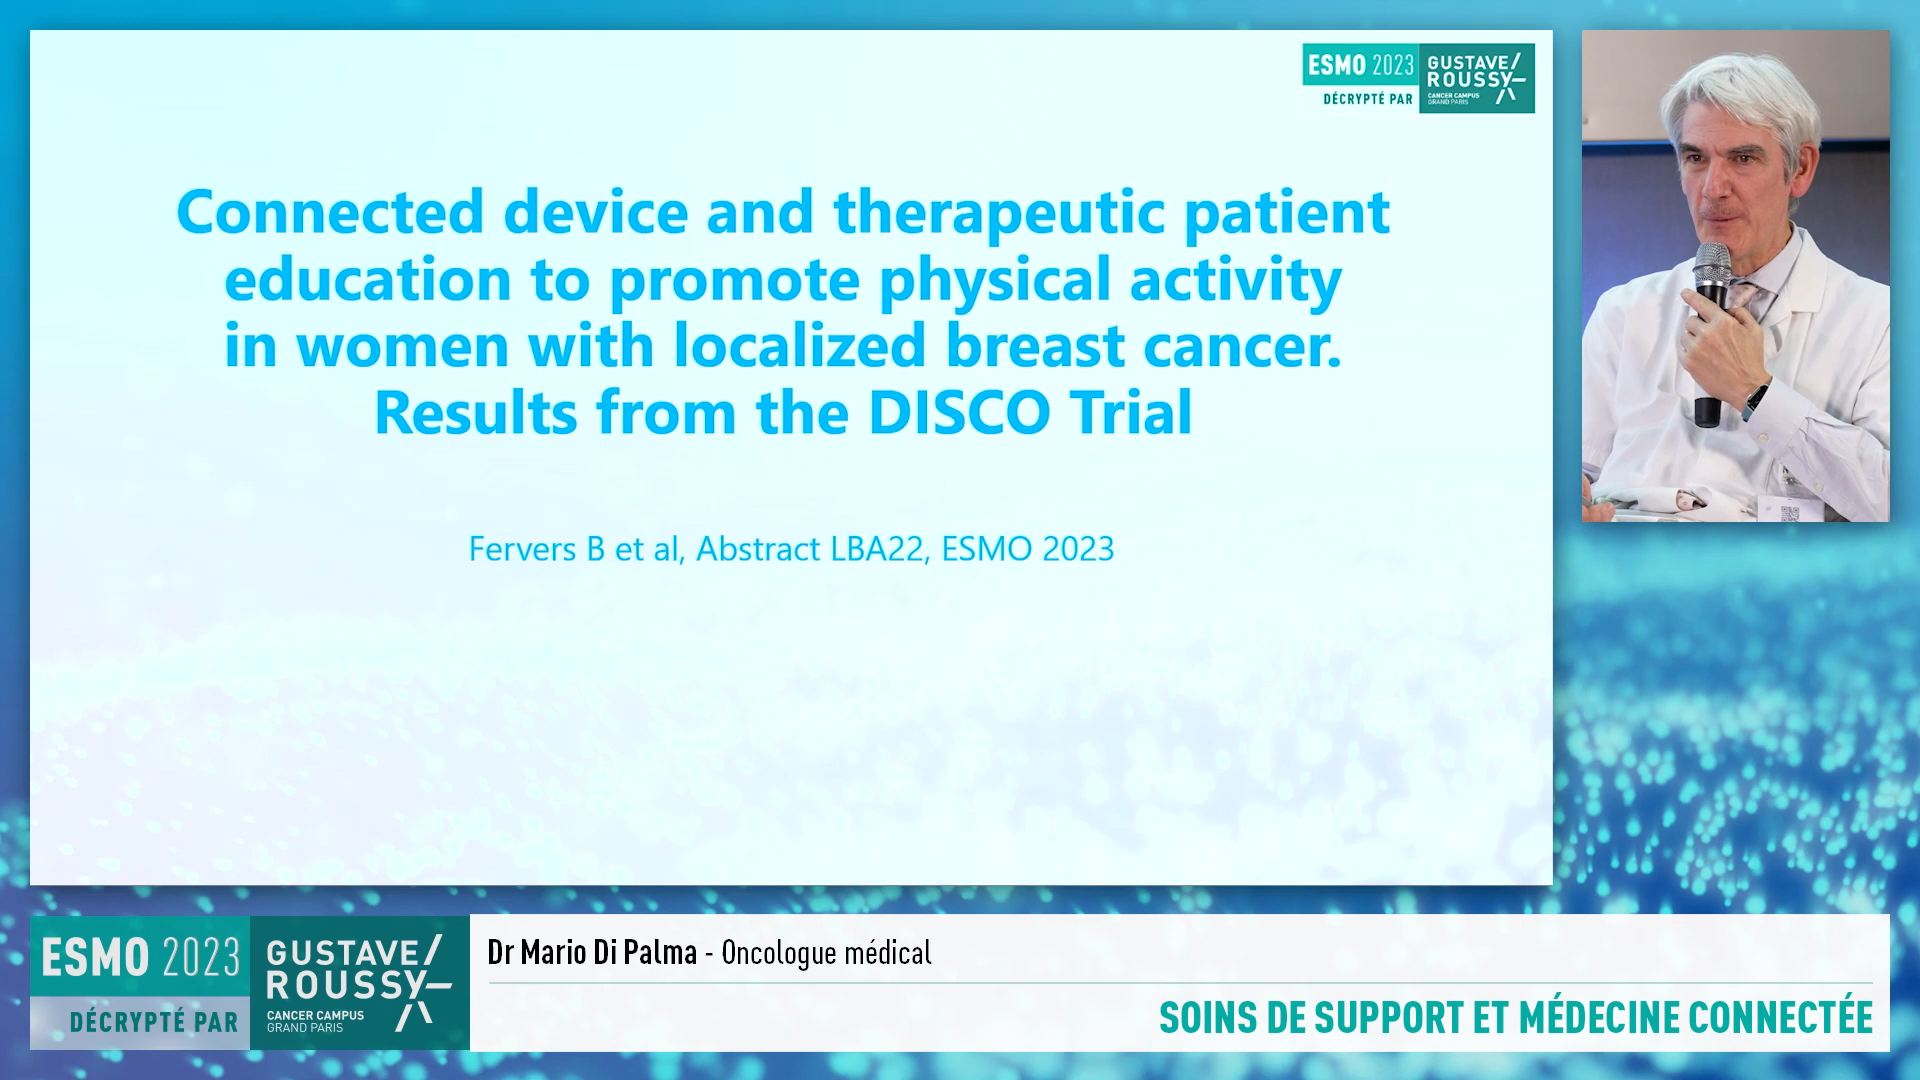 ESMO 2023
DÉCRYPTÉ PAR
GUSTAVE/
ROUSSY
CANCER CAMPUS
GRAND PARIS
Connected device and therapeutic patient
education to promote physical activity
in women with localized breast cancer.
Results from the DISCO Trial
Fervers B et al, Abstract LBA22, ESMO 2023
ESMO 2023
DÉCRYPTÉ PAR
GUSTAVE/
ROUSSY
CANCER CAMPUS
GRAND PARIS
Dr Mario Di Palma - Oncologue médical
SOINS DE SUPPORT ET MÉDECINE CONNECTÉE